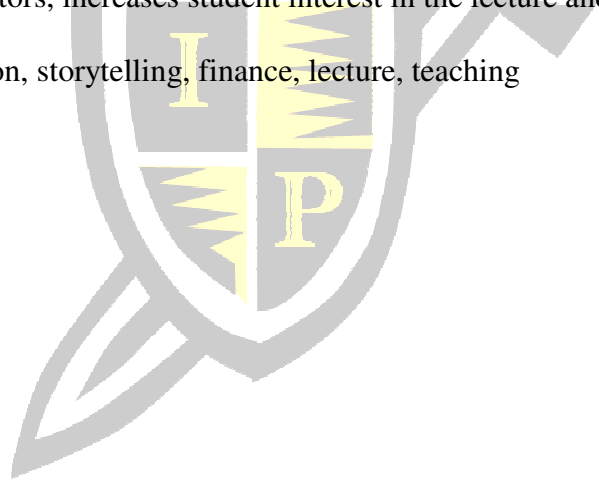 tors, increases student interest in the lecture and
on, storytelling, finance, lecture, teaching
I
P